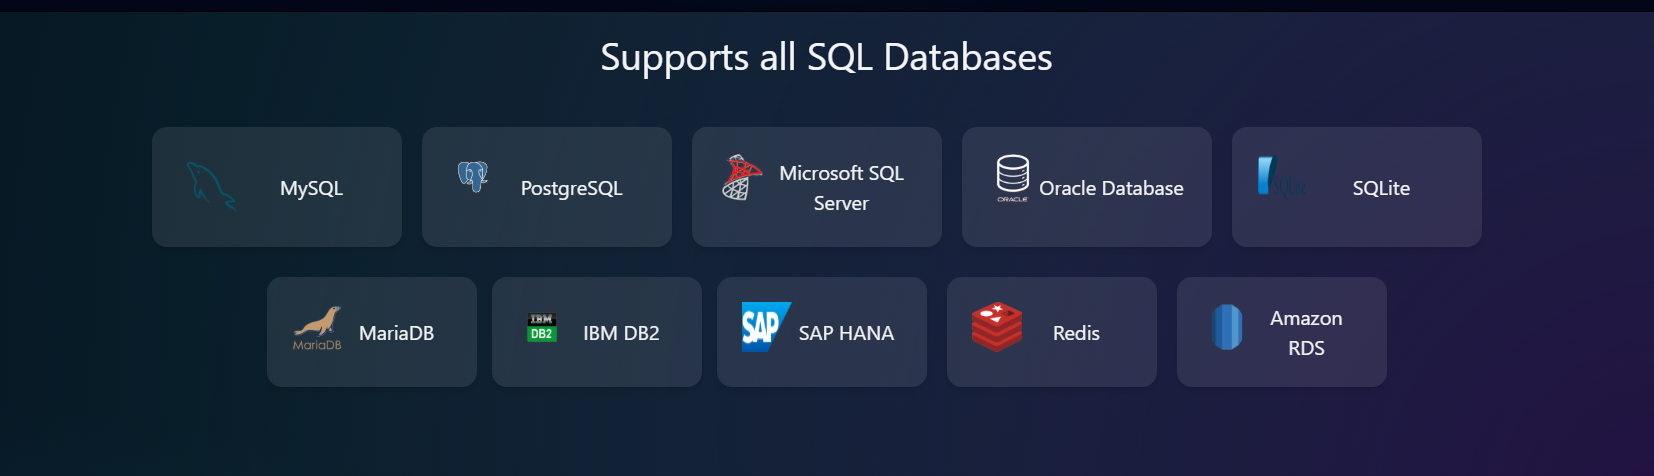 Supports all SQL Databases
MySQL
PostgreSQL
Microsoft SQL
Server
ORACLE
Oracle Database
SQLite
SQLite
MariaDB
MariaDB
IBM
DB2
IBM DB2
SAP
SAP HANA
Redis
Amazon
RDS